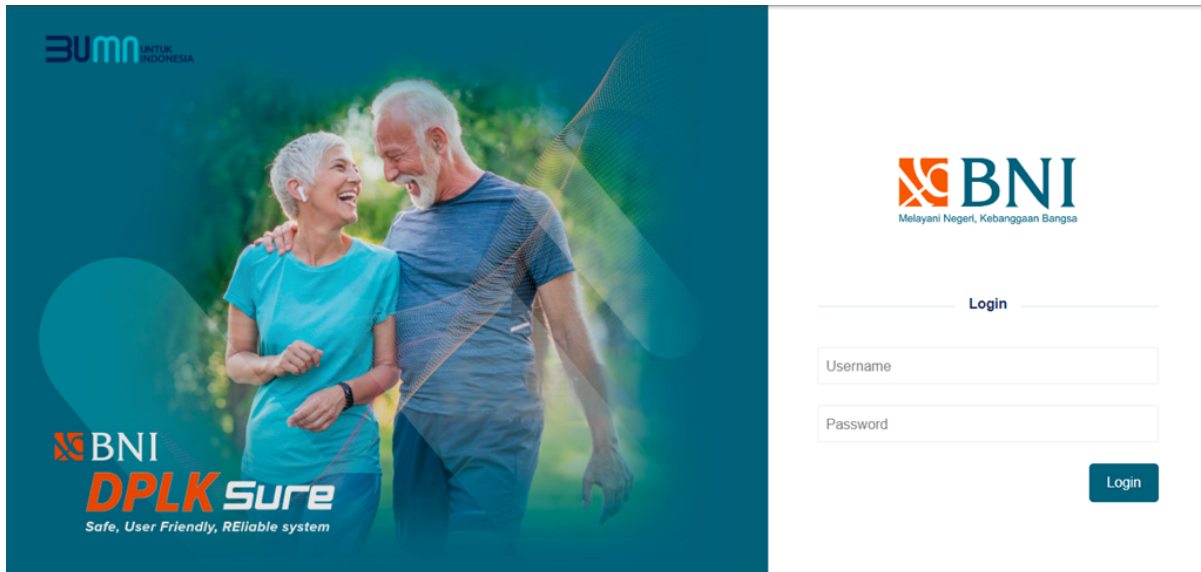 BUMN UNTUK
INDONESIA
BNI
DPLK Sure
Safe, User Friendly, REliable system
BNI
Melayani Negeri, Kebanggaan Bangsa
Login
Username
Password
Login